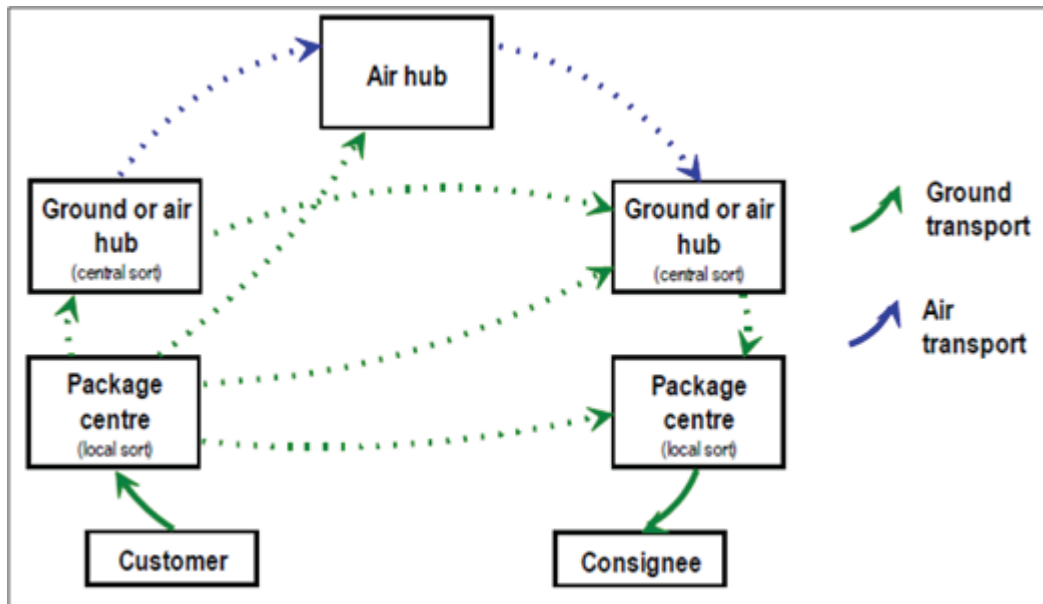 Air hub
Ground or air
hub
(central sort)
Ground or air
hub
(central sort)
Ground
transport
Air
transport
Package
centre
(local sort)
Package
centre
(local sort)
Customer
Consignee